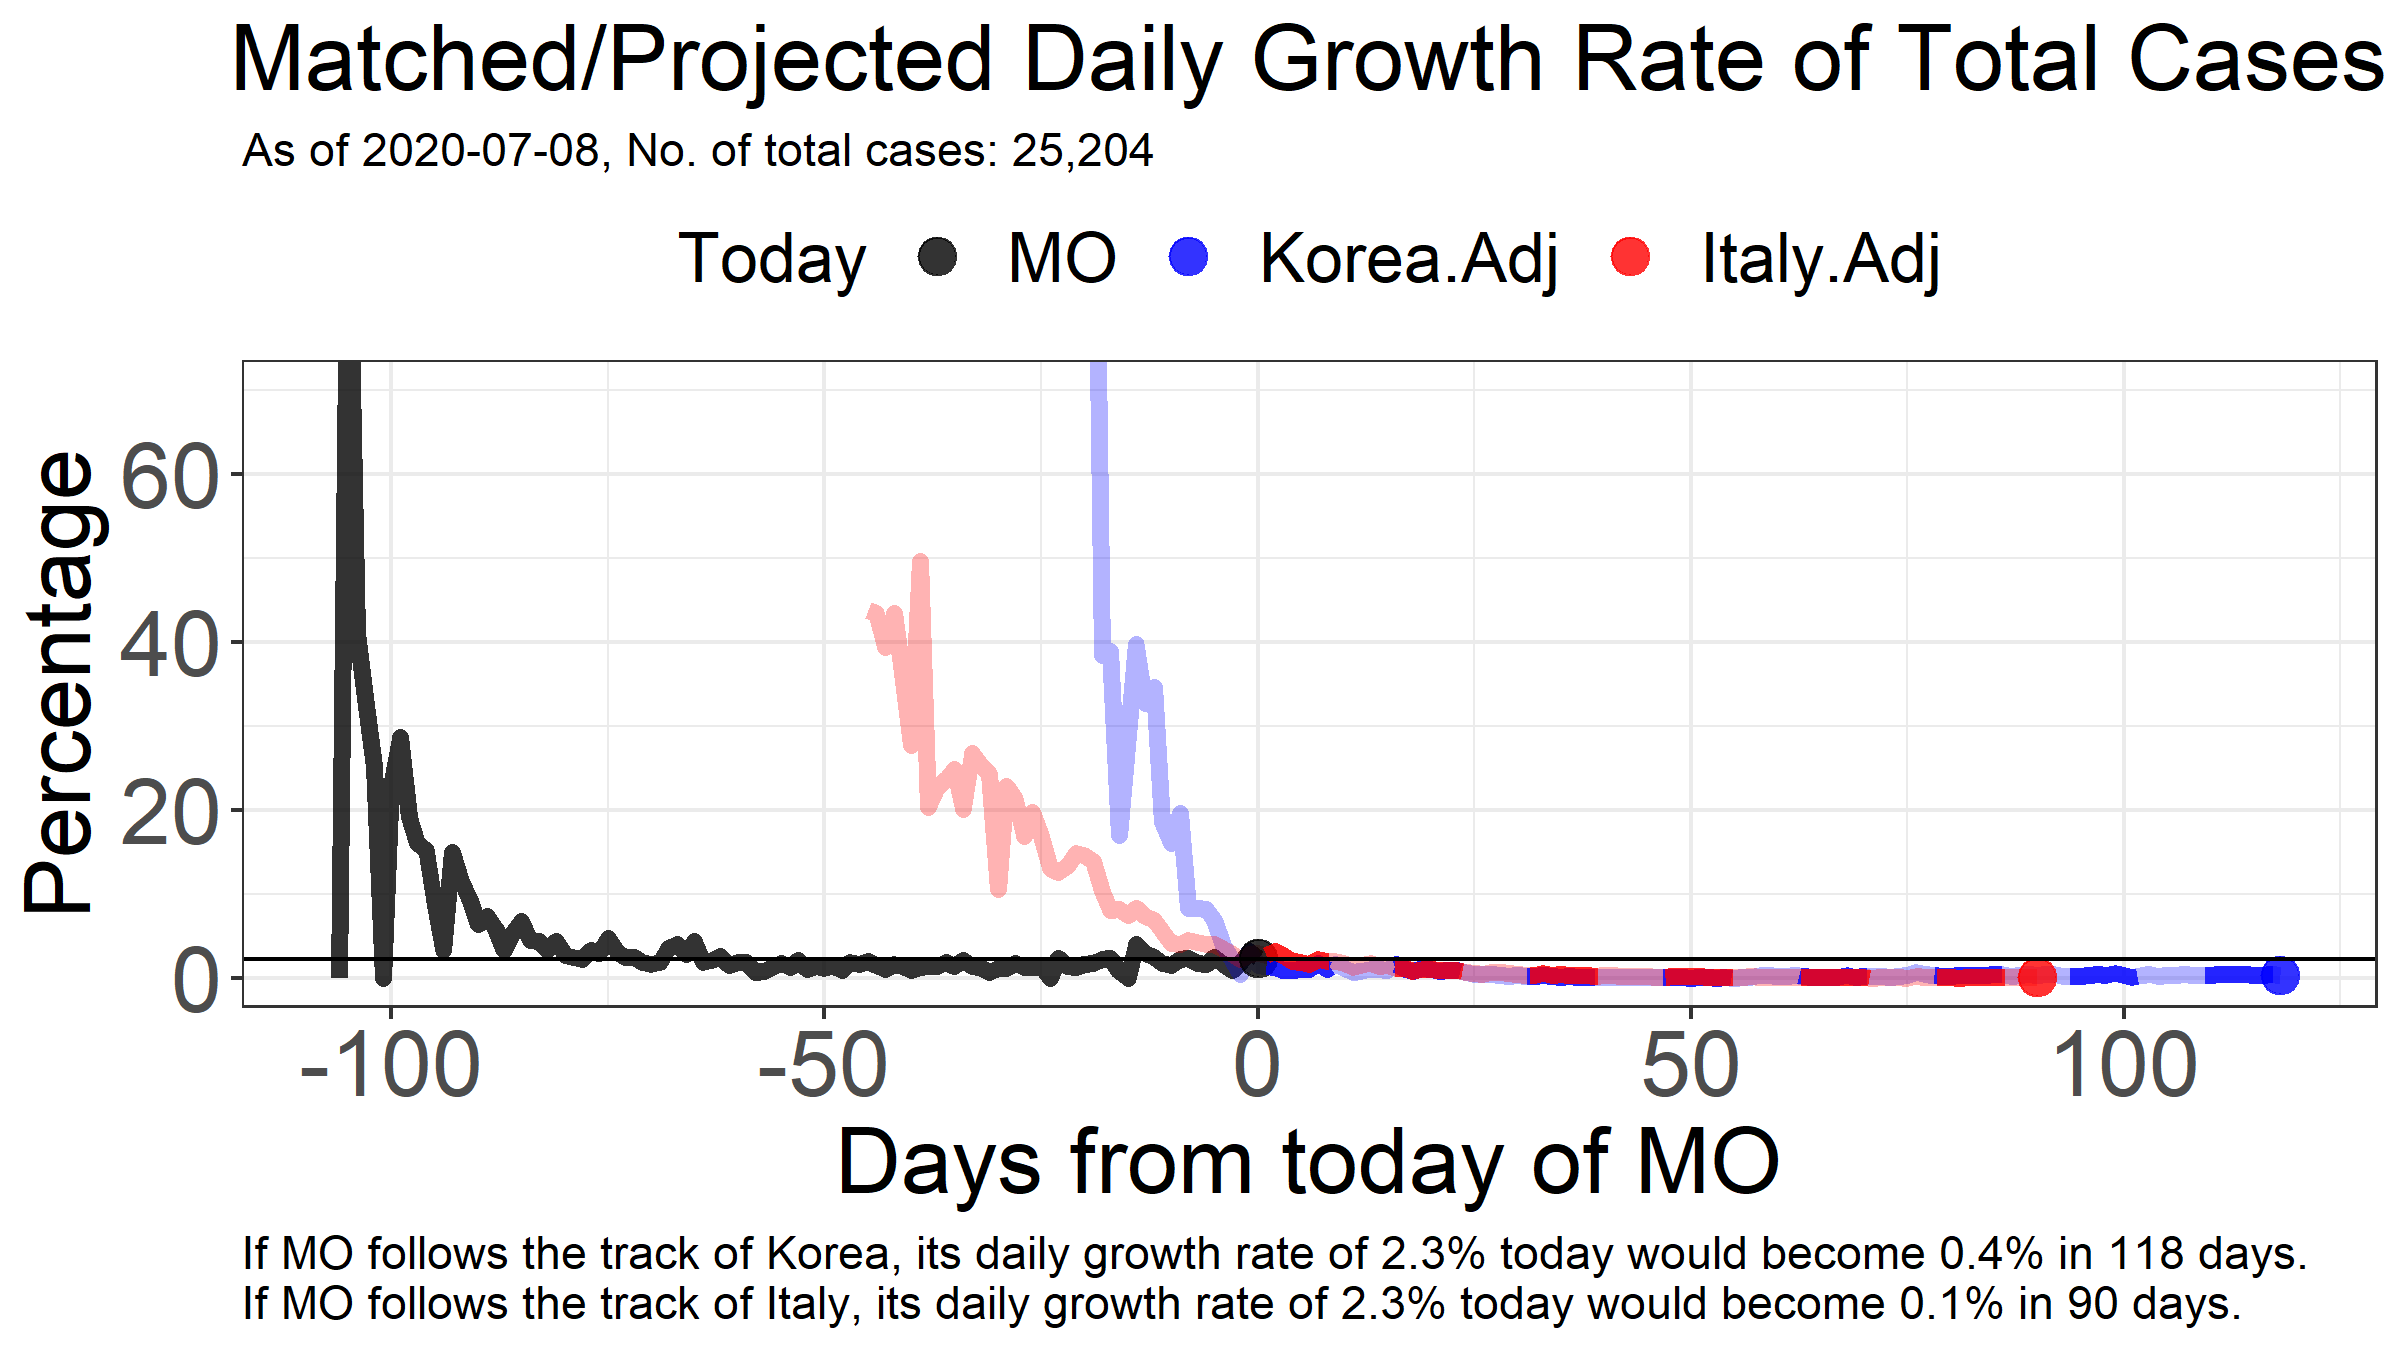 Matched/Projected Daily Growth Rate of Total Cases
As of 2020-07-08, No. of total cases: 25,204
Today MO Korea.Adj Italy.Adj
Percentage
60
40
20
0
-100 -50 0 50 100
Days from today of MO
If MO follows the track of Korea, its daily growth rate of 2.3% today would become 0.4% in 118 days.
If MO follows the track of Italy, its daily growth rate of 2.3% today would become 0.1% in 90 days.